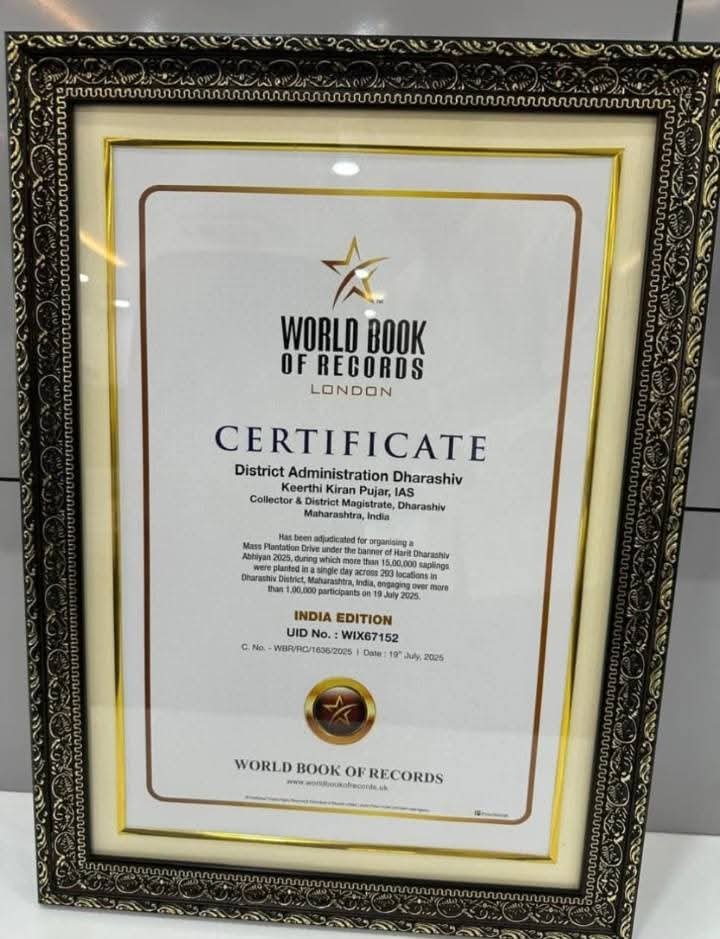 WORLD BOOK
OF RECORDS
LONDON
CERTIFICATE
District Administration Dharashiv
Keerthi Kiran Pujar, IAS
Collector & District Magistrate, Dharashiv
Maharashtra, India
Has been adjudicated for organising a
Mass Plantation Drive under the banner of Harit Dharashiv
Abhiyan 2025, during which more than 15,00,000 saplings
were planted in a single day across 293 locations in
Dharashiv District, Maharashtra, India, engaging over more
than 1,00,000 participants on 19 July 2025.
INDIA EDITION
UID No. : WIX67152
C. No. - WBR/RC/1636/2025 | Date : 19th July, 2025
WORLD BOOK OF RECORDS
www.worldbookofrecords.uk